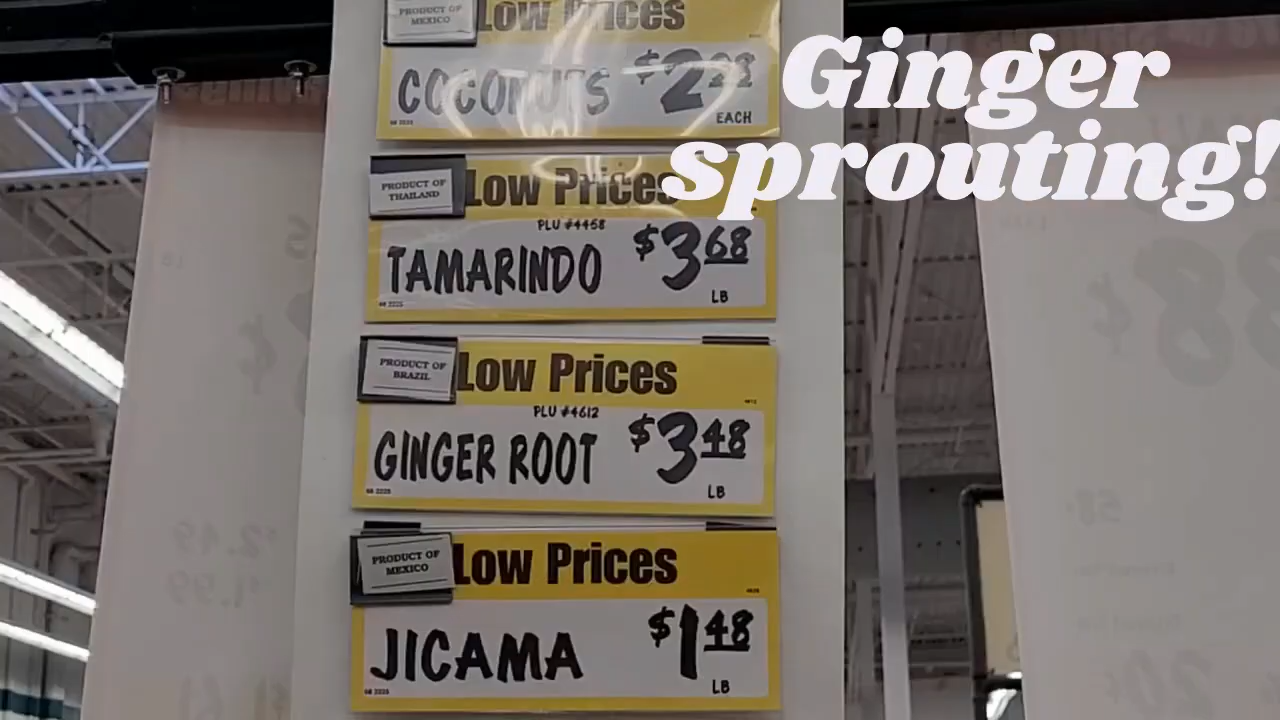 PRODUCT OF
MEXICO
Low Prices
COCONUTS $2 28
EACH
Ginger
sprouting!
PRODUCT OF
THAILAND
Low Prices
PLU #4458
TAMARINDO $3 68
LB
PRODUCT OF
BRAZIL
Low Prices
PLU #4612
GINGER ROOT $3 48
LB
PRODUCT OF
MEXICO
Low Prices
JICAMA $1 48
LB